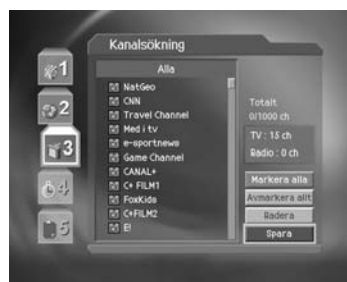 Kanalsökning
1
2
3
4
5
Alla
NatGeo
CNN
Travel Channel
Med i tv
e-sportnews
Game Channel
CANAL+
C+ FILM1
FoxKids
C+FILM2
E!
Totalt
0/1000 ch
TV : 15 ch
Radio : 0 ch
Markera alla
Avmarkera allt
Radera
Spara